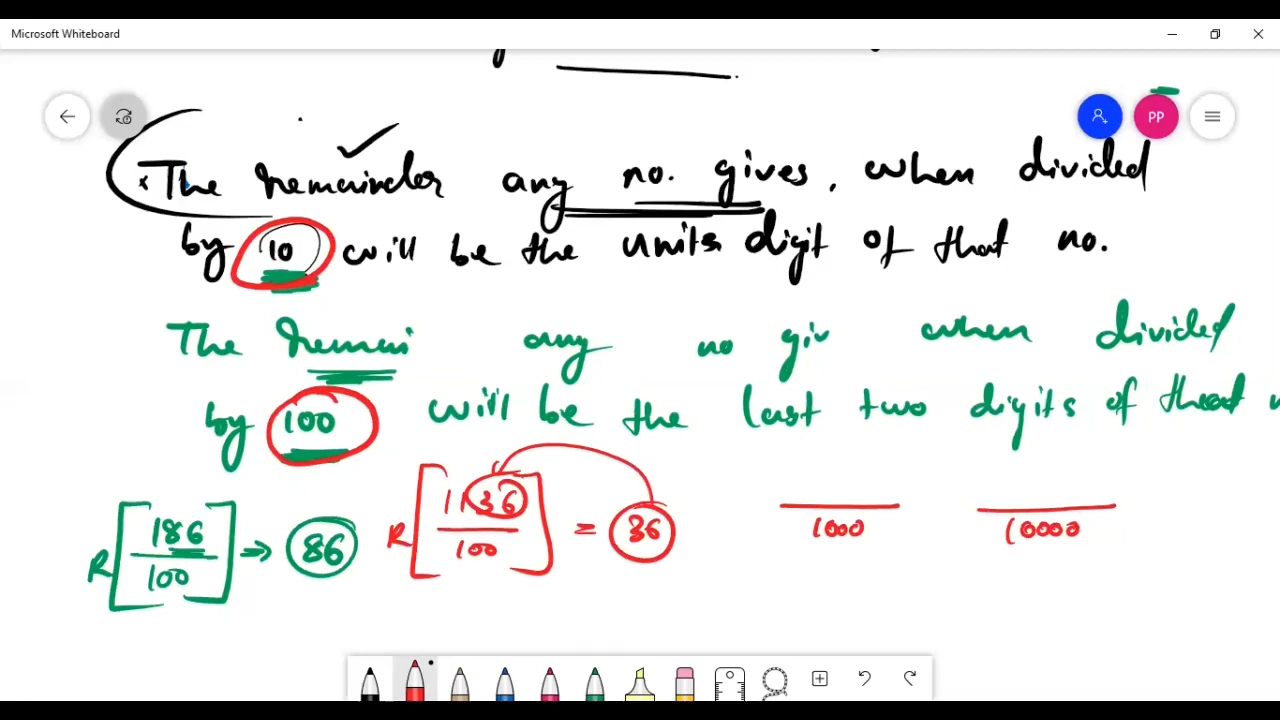 Microsoft Whiteboard
PP
* The remainder any no. gives, when divided
by 10 will be the units digit of that no.
The remai any no giv when divided
by 100 will be the last two digits of that
R[186/100] → 86
R[1136/100] = 36
1000
10000